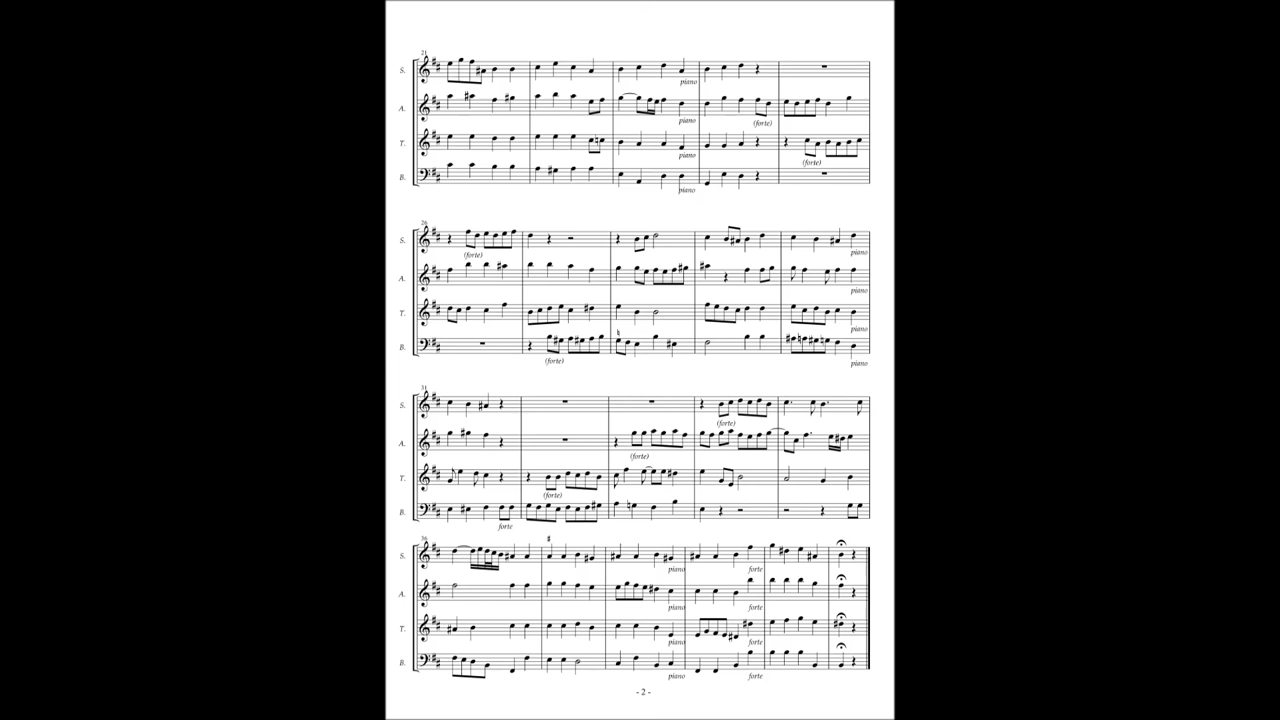 21
S.
piano
A.
piano
(forte)
T.
piano
(forte)
B.
piano
26
S.
(forte)
piano
A.
piano
T.
piano
B.
(forte)
piano
31
S.
(forte)
A.
(forte)
T.
(forte)
B.
forte
36
S.
piano
forte
A.
piano
forte
T.
piano
forte
B.
piano
forte
- 2 -